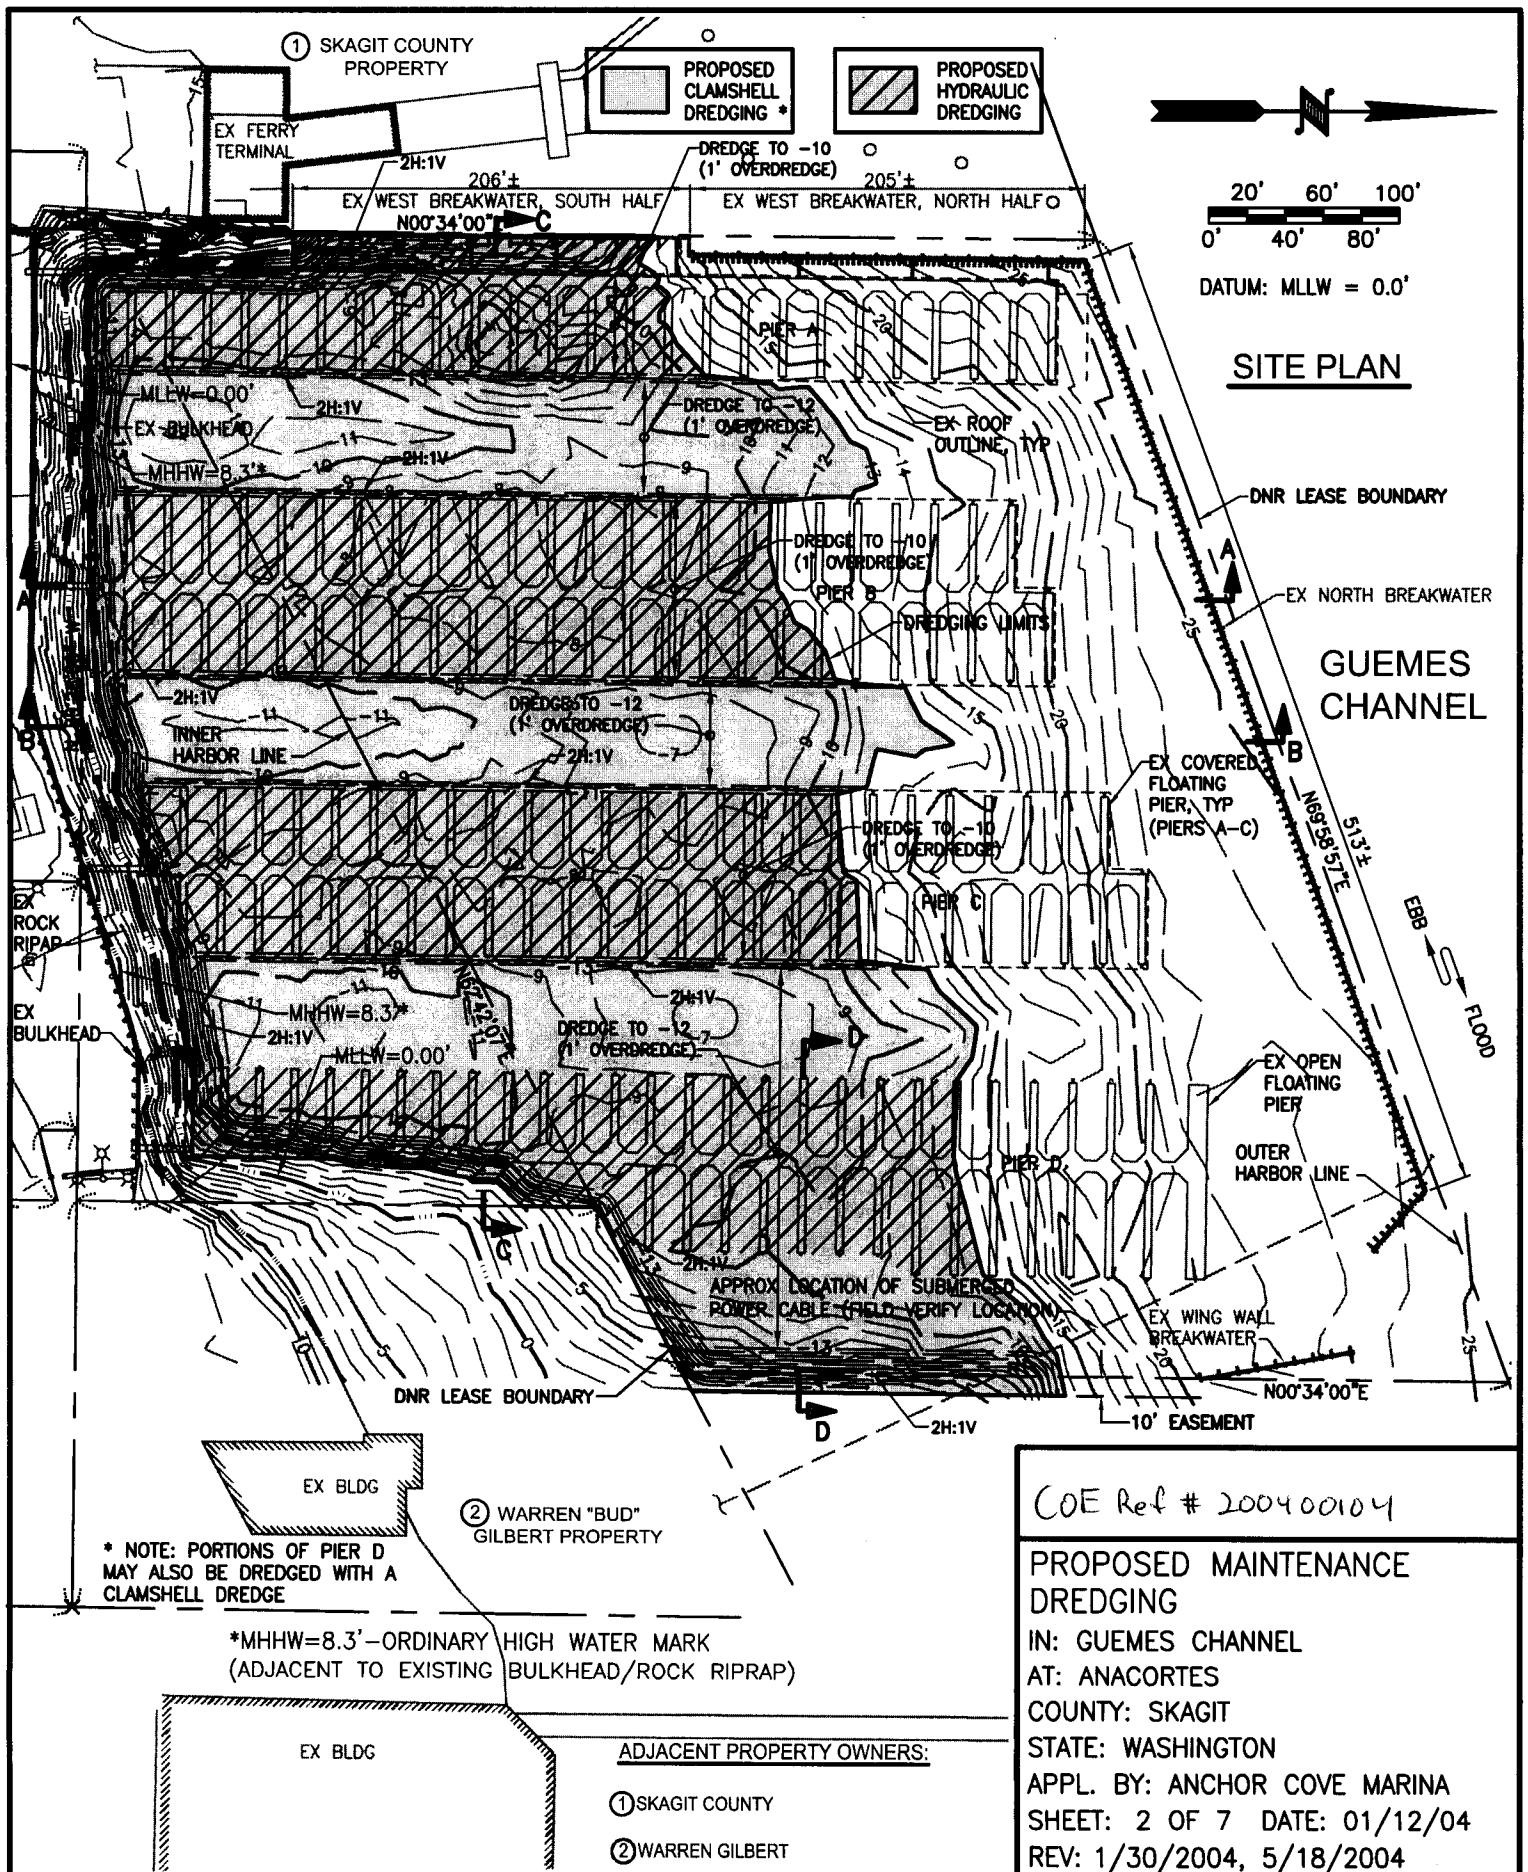 ① SKAGIT COUNTY
PROPERTY
PROPOSED
CLAMSHELL
DREDGING *
PROPOSED
HYDRAULIC
DREDGING
EX FERRY
TERMINAL
15
2H:1V
DREDGE TO -10
(1' OVERDREDGE)
206'±
EX WEST BREAKWATER, SOUTH HALF
N00°34'00"
C
205'±
EX WEST BREAKWATER, NORTH HALF
20' 60' 100'
0' 40' 80'
DATUM: MLLW = 0.0'
SITE PLAN
PIER A
MLLW=0.00'
2H:1V
EX BULKHEAD
MHHW=8.3'*
2H:1V
DREDGE TO -12
(1' OVERDREDGE)
EX ROOF
OUTLINE, TYP
DNR LEASE BOUNDARY
A
DREDGE TO -10
(1' OVERDREDGE)
PIER B
DREDGING LIMITS
A
EX NORTH BREAKWATER
GUEMES
CHANNEL
2H:1V
DREDGE TO -12
(1' OVERDREDGE)
INNER
HARBOR LINE
2H:1V
B
B
EX COVERED
FLOATING
PIER, TYP
(PIERS A-C)
N69°58'57"E
513'±
DREDGE TO -10
(1' OVERDREDGE)
PIER C
EX
ROCK
RIPAP
EBB
FLOOD
EX
BULKHEAD
MHHW=8.3'*
2H:1V
MLLW=0.00'
N67°42'07"E
2H:1V
DREDGE TO -12
(1' OVERDREDGE)
D
EX OPEN
FLOATING
PIER
PIER D
OUTER
HARBOR LINE
C
2H:1V
APPROX LOCATION OF SUBMERGED
POWER CABLE (FIELD VERIFY LOCATION)
EX WING WALL
BREAKWATER
N00°34'00"E
DNR LEASE BOUNDARY
D
2H:1V
10' EASEMENT
EX BLDG
② WARREN "BUD"
GILBERT PROPERTY
* NOTE: PORTIONS OF PIER D
MAY ALSO BE DREDGED WITH A
CLAMSHELL DREDGE
*MHHW=8.3'-ORDINARY HIGH WATER MARK
(ADJACENT TO EXISTING BULKHEAD/ROCK RIPRAP)
EX BLDG
ADJACENT PROPERTY OWNERS:
① SKAGIT COUNTY
② WARREN GILBERT
COE Ref # 200400104
PROPOSED MAINTENANCE
DREDGING
IN: GUEMES CHANNEL
AT: ANACORTES
COUNTY: SKAGIT
STATE: WASHINGTON
APPL. BY: ANCHOR COVE MARINA
SHEET: 2 OF 7 DATE: 01/12/04
REV: 1/30/2004, 5/18/2004